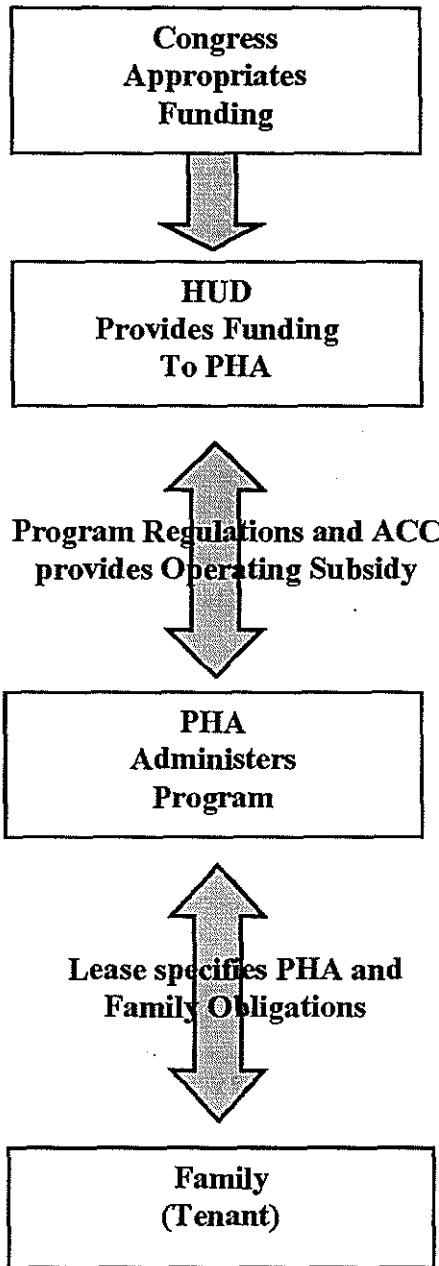 Congress
Appropriates
Funding
HUD
Provides Funding
To PHA
Program Regulations and ACC
provides Operating Subsidy
PHA
Administers
Program
Lease specifies PHA and
Family Obligations
Family
(Tenant)